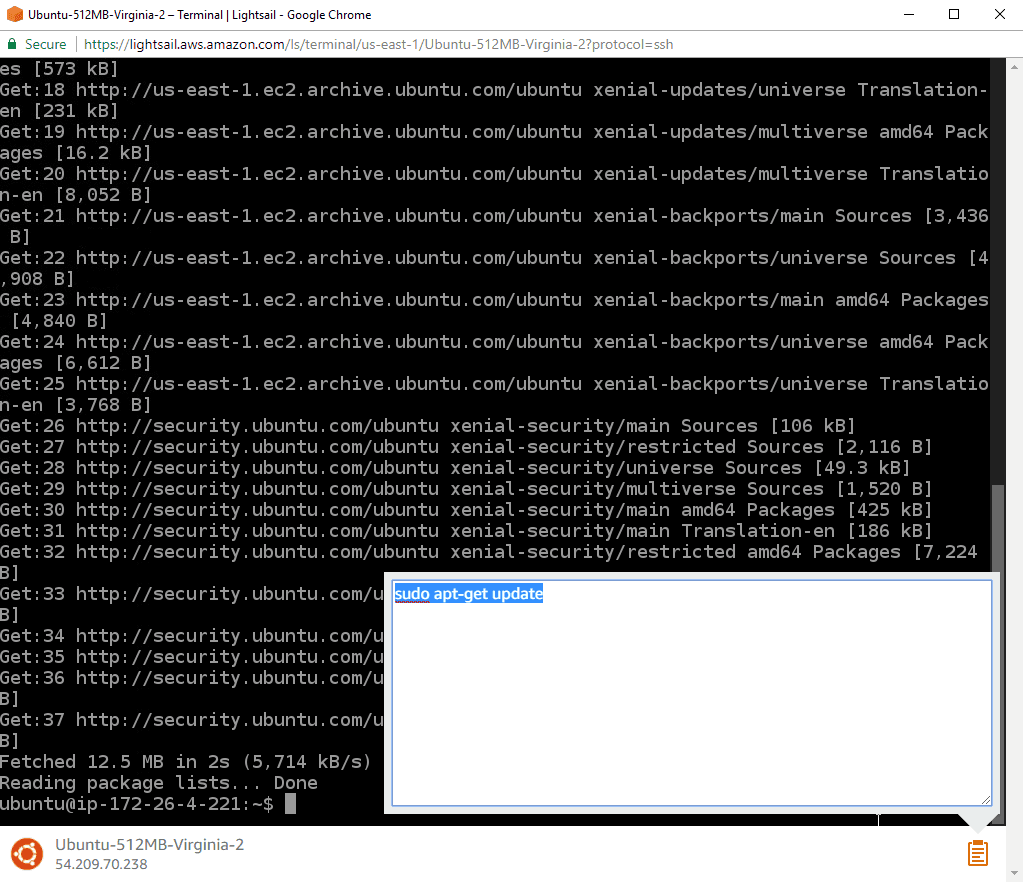 Ubuntu-512MB-Virginia-2 – Terminal | Lightsail - Google Chrome
Secure https://lightsail.aws.amazon.com/ls/terminal/us-east-1/Ubuntu-512MB-Virginia-2?protocol=ssh
es [573 kB]
Get:18 http://us-east-1.ec2.archive.ubuntu.com/ubuntu xenial-updates/universe Translation-
en [231 kB]
Get:19 http://us-east-1.ec2.archive.ubuntu.com/ubuntu xenial-updates/multiverse amd64 Pack
ages [16.2 kB]
Get:20 http://us-east-1.ec2.archive.ubuntu.com/ubuntu xenial-updates/multiverse Translatio
n-en [8,052 B]
Get:21 http://us-east-1.ec2.archive.ubuntu.com/ubuntu xenial-backports/main Sources [3,436
B]
Get:22 http://us-east-1.ec2.archive.ubuntu.com/ubuntu xenial-backports/universe Sources [4
,908 B]
Get:23 http://us-east-1.ec2.archive.ubuntu.com/ubuntu xenial-backports/main amd64 Packages
[4,840 B]
Get:24 http://us-east-1.ec2.archive.ubuntu.com/ubuntu xenial-backports/universe amd64 Pack
ages [6,612 B]
Get:25 http://us-east-1.ec2.archive.ubuntu.com/ubuntu xenial-backports/universe Translatio
n-en [3,768 B]
Get:26 http://security.ubuntu.com/ubuntu xenial-security/main Sources [106 kB]
Get:27 http://security.ubuntu.com/ubuntu xenial-security/restricted Sources [2,116 B]
Get:28 http://security.ubuntu.com/ubuntu xenial-security/universe Sources [49.3 kB]
Get:29 http://security.ubuntu.com/ubuntu xenial-security/multiverse Sources [1,520 B]
Get:30 http://security.ubuntu.com/ubuntu xenial-security/main amd64 Packages [425 kB]
Get:31 http://security.ubuntu.com/ubuntu xenial-security/main Translation-en [186 kB]
Get:32 http://security.ubuntu.com/ubuntu xenial-security/restricted amd64 Packages [7,224
B]
Get:33 http://security.ubuntu.com/u
B]
Get:34 http://security.ubuntu.com/u
Get:35 http://security.ubuntu.com/u
Get:36 http://security.ubuntu.com/u
B]
Get:37 http://security.ubuntu.com/u
B]
Fetched 12.5 MB in 2s (5,714 kB/s)
Reading package lists... Done
ubuntu@ip-172-26-4-221:~$
sudo apt-get update
Ubuntu-512MB-Virginia-2
54.209.70.238